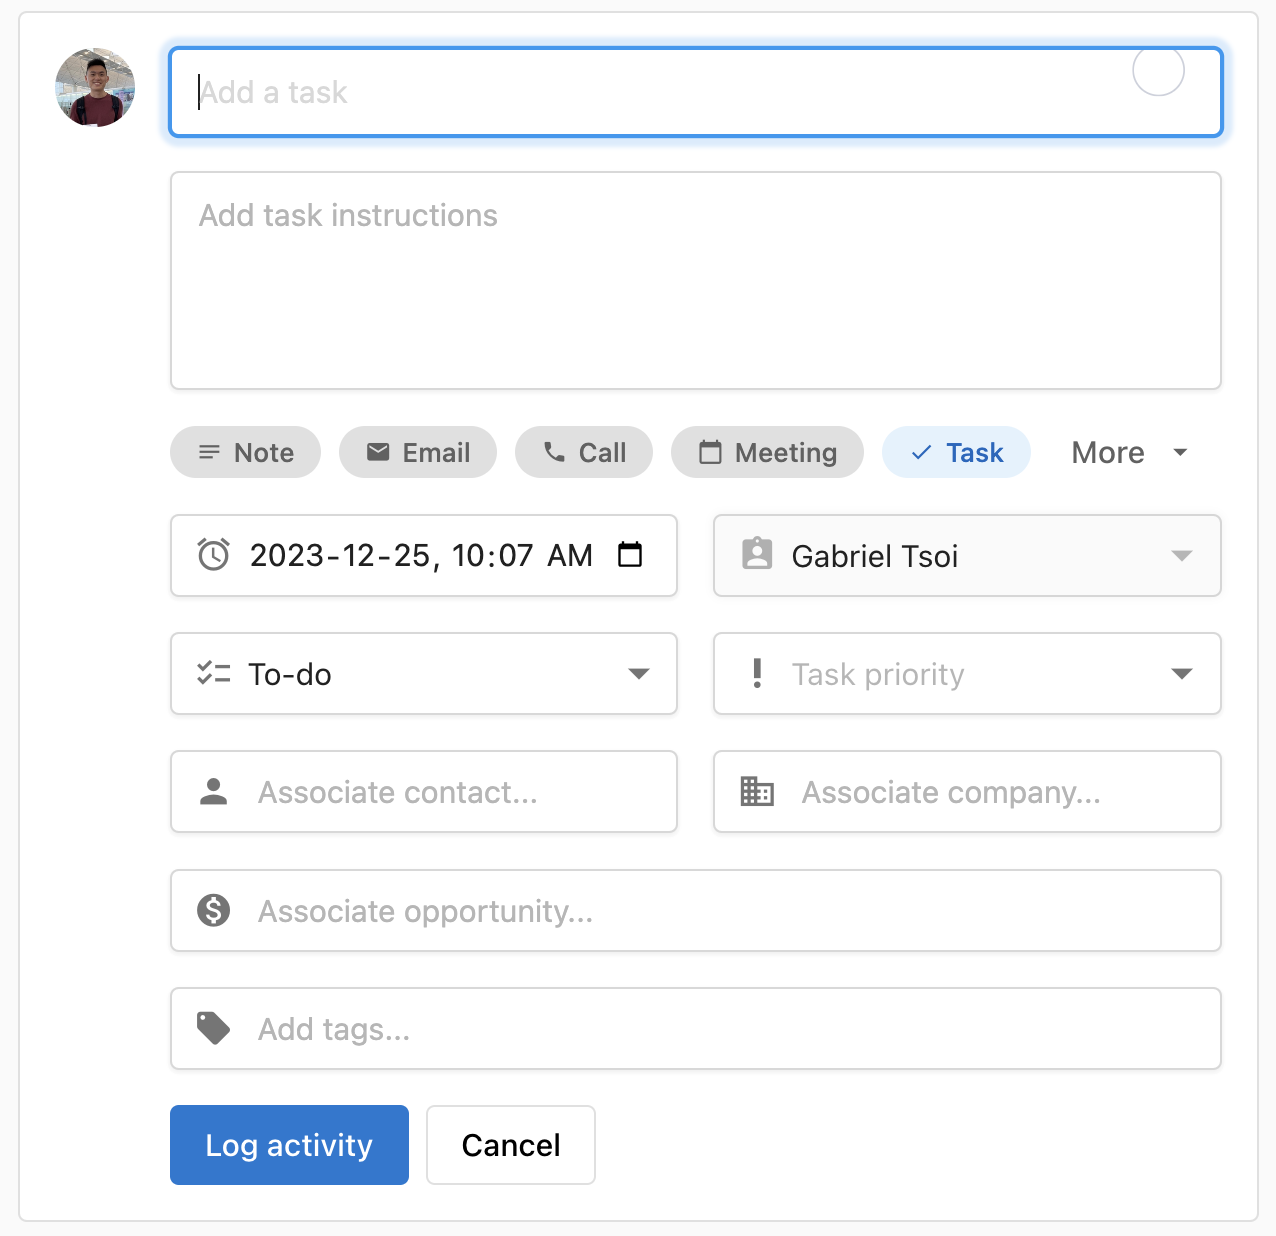 Add a task
Add task instructions
Note Email Call Meeting Task More
2023-12-25, 10:07 AM Gabriel Tsoi
To-do Task priority
Associate contact... Associate company...
Associate opportunity...
Add tags...
Log activity Cancel